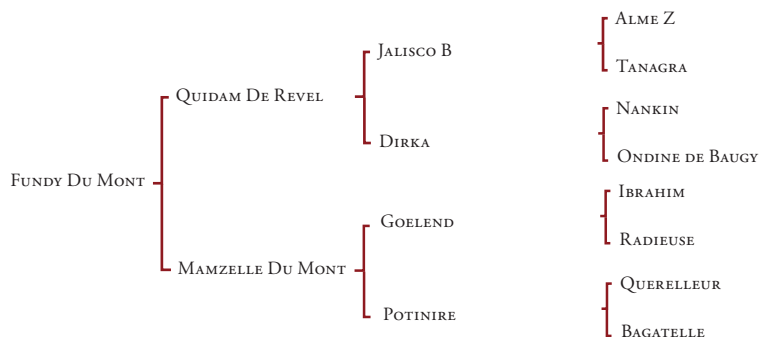 Alme Z
Jalisco B
Tanagra
Quidam De Revel
Nankin
Dirka
Ondine de Baugy
Fundy Du Mont
Ibrahim
Goelend
Radieuse
Mamzelle Du Mont
Querelleur
Potinire
Bagatelle